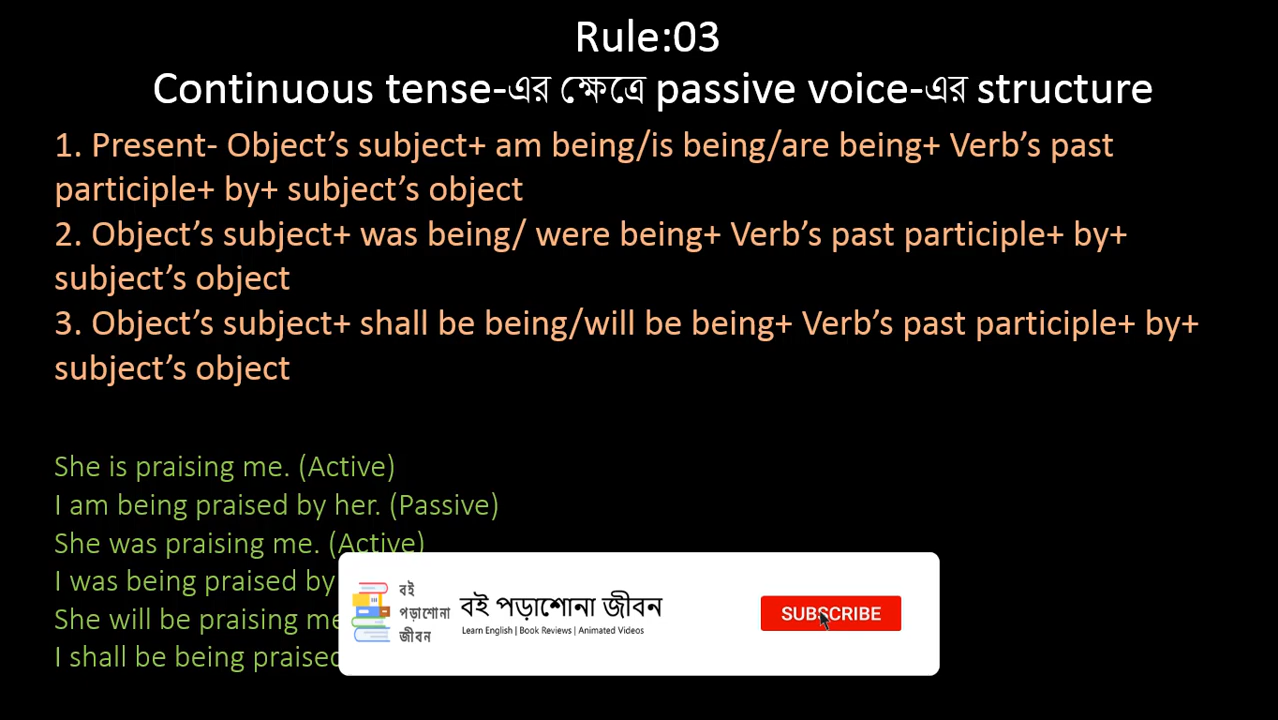 Rule:03
Continuous tense-এর ক্ষেত্রে passive voice-এর structure
1. Present- Object’s subject+ am being/is being/are being+ Verb’s past
participle+ by+ subject’s object
2. Object’s subject+ was being/ were being+ Verb’s past participle+ by+
subject’s object
3. Object’s subject+ shall be being/will be being+ Verb’s past participle+ by+
subject’s object
She is praising me. (Active)
I am being praised by her. (Passive)
She was praising me. (Active)
I was being praised by
She will be praising me
I shall be being praised
বই
পড়াশোনা
জীবন
বই পড়াশোনা জীবন
Learn English | Book Reviews | Animated Videos
SUBSCRIBE